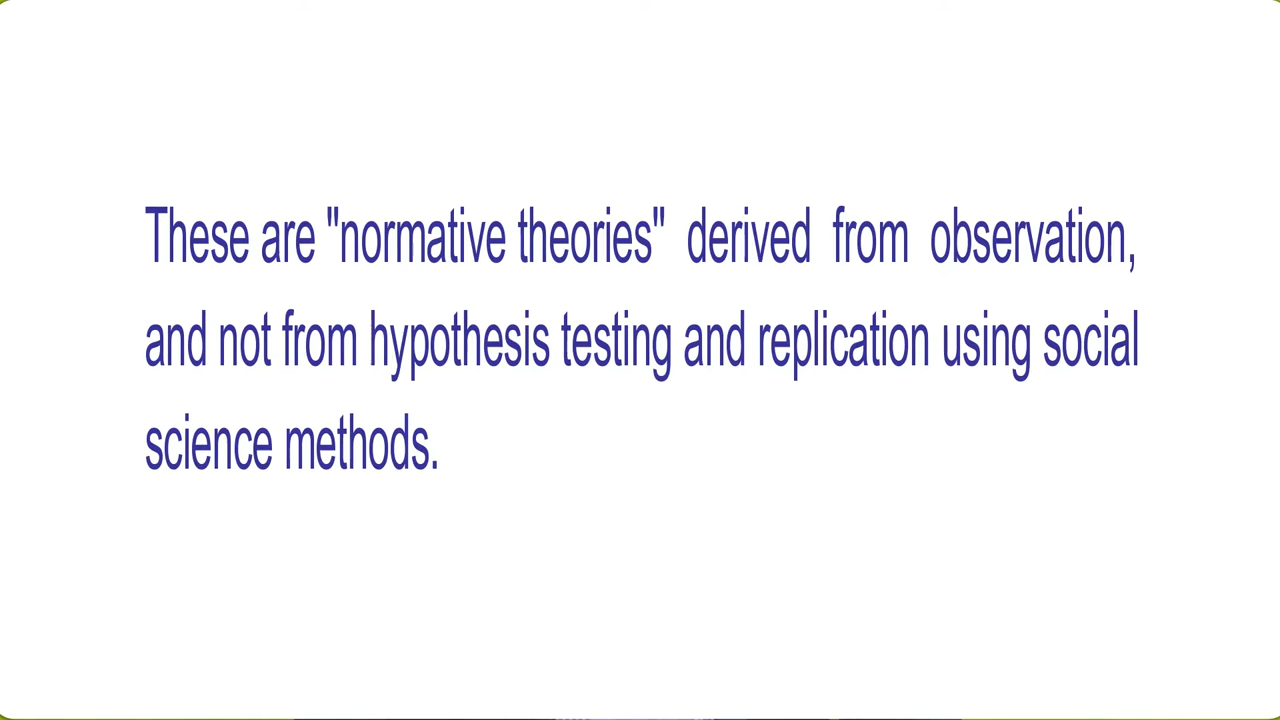 These are "normative theories" derived from observation,
and not from hypothesis testing and replication using social
science methods.